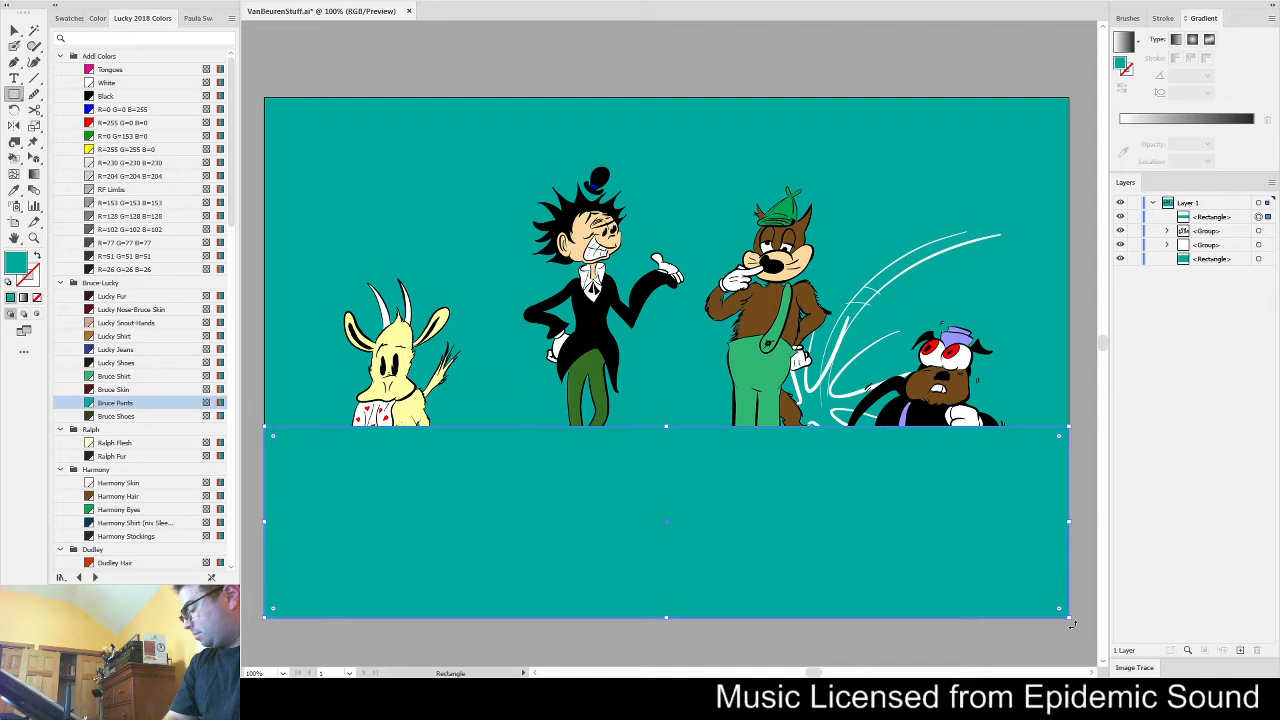 VanBeurenStuff.ai* @ 100% (RGB/Preview)
Swatches Color Lucky 2018 Colors Paula Sw
Brushes Stroke Gradient
Type:
Stroke:
Opacity:
Location:
Addl Colors
Tongues
White
Black
R=0 G=0 B=255
R=255 G=0 B=0
R=0 G=153 B=0
R=255 G=255 B=0
R=230 G=230 B=230
R=204 G=204 B=204
RF Limbs
R=153 G=153 B=153
R=128 G=128 B=128
R=102 G=102 B=102
R=77 G=77 B=77
R=51 G=51 B=51
R=26 G=26 B=26
Bruce-Lucky
Lucky Fur
Lucky Nose-Bruce Skin
Lucky Snout-Hands
Lucky Shirt
Lucky Jeans
Lucky Shoes
Bruce Shirt
Bruce Skin
Bruce Pants
Bruce Shoes
Ralph
Ralph Flesh
Ralph Fur
Harmony
Harmony Skin
Harmony Hair
Harmony Eyes
Harmony Shirt (nix Slee...
Harmony Stockings
Dudley
Dudley Hair
Layers
Layer 1
<Rectangle>
<Group>
<Group>
<Rectangle>
1 Layer
Image Trace
100% 1 Rectangle
Music Licensed from Epidemic Sound